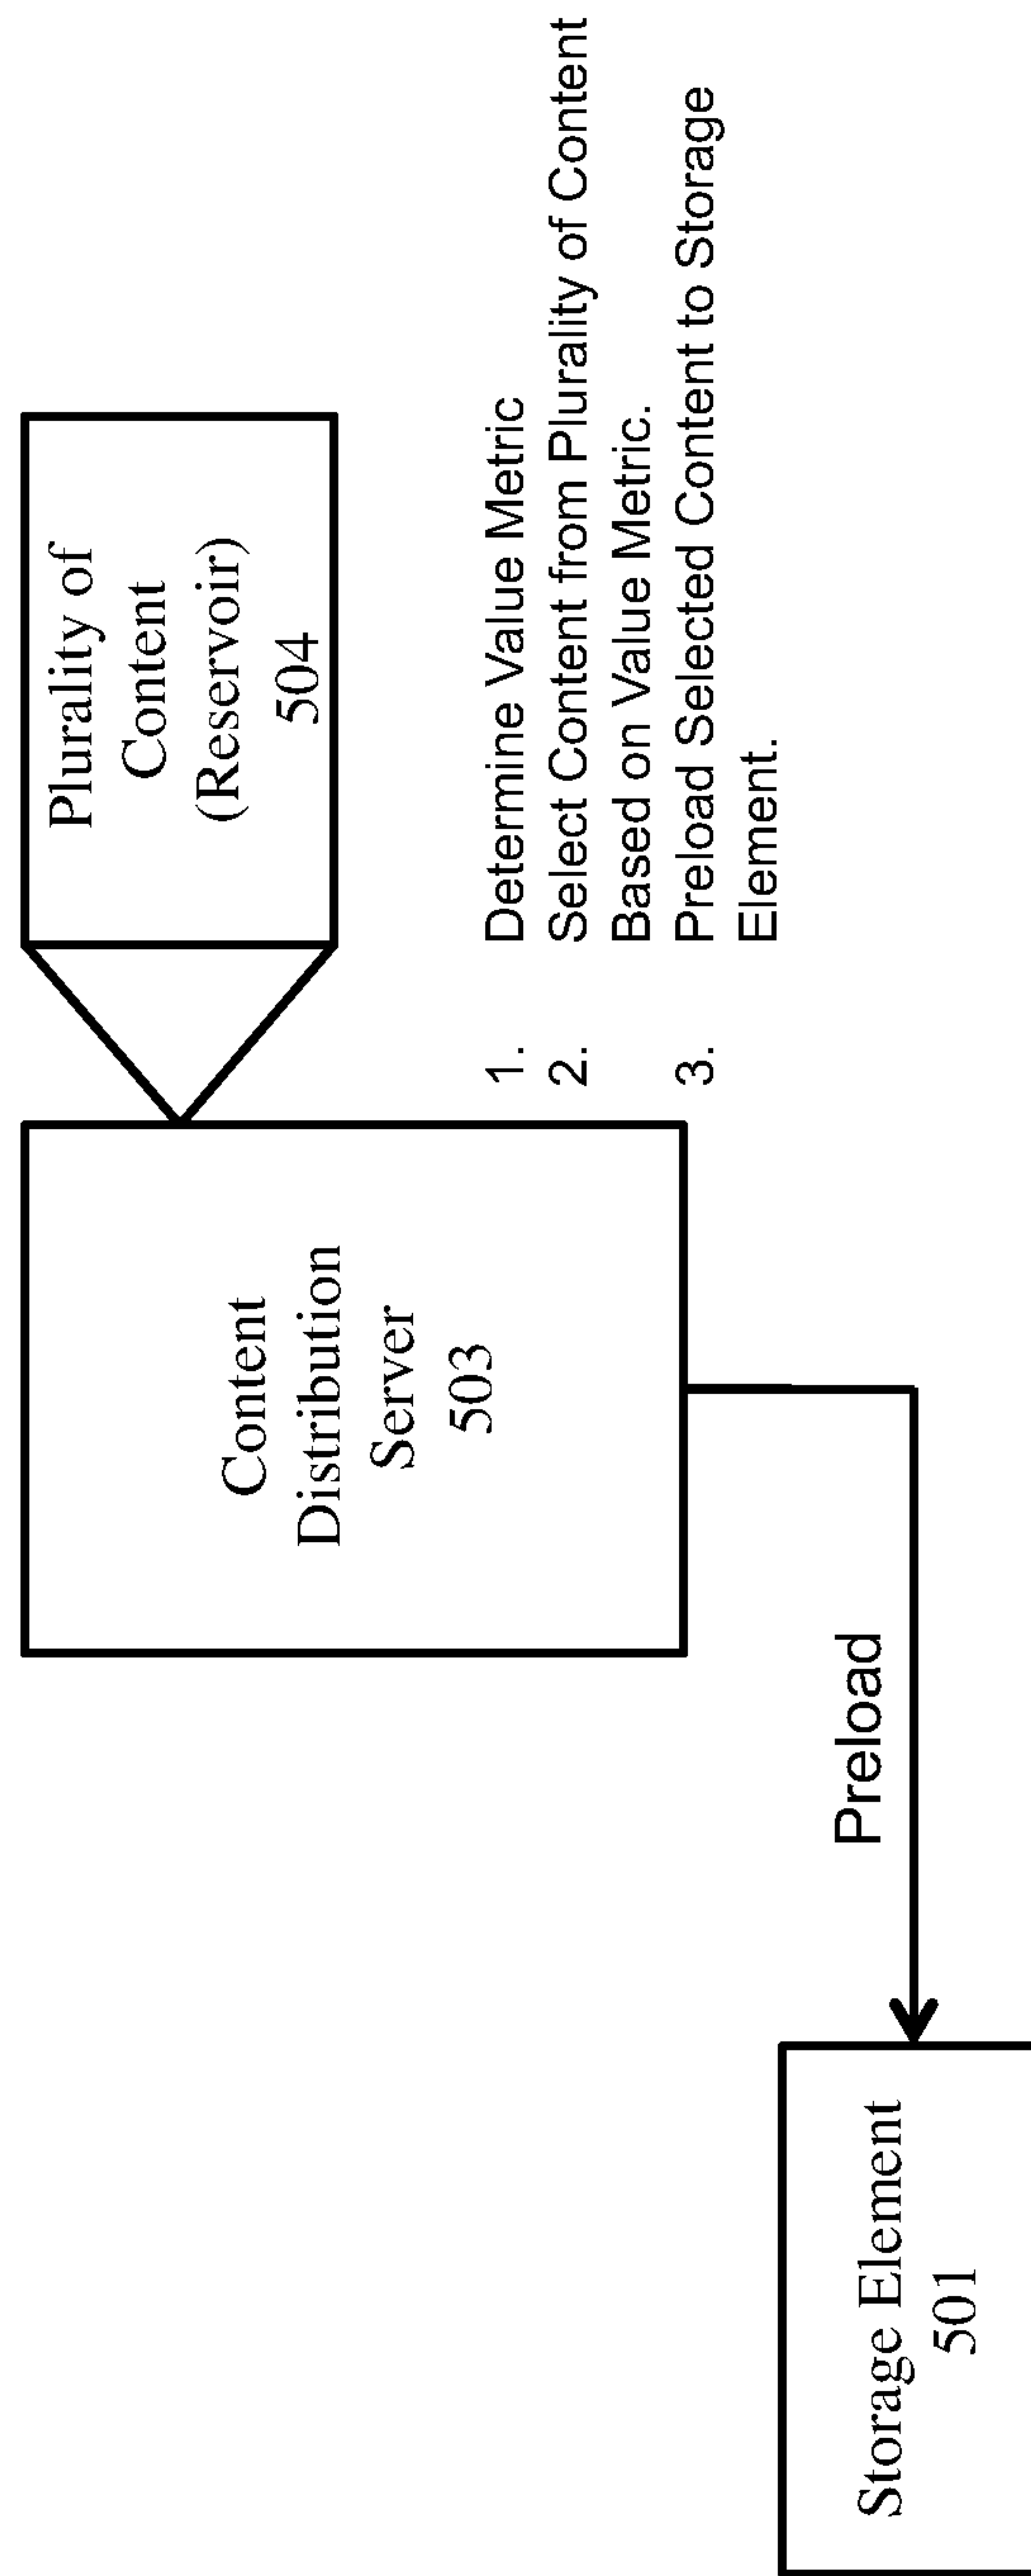 Plurality of
Content
(Reservoir)
504
Content
Distribution
Server
503
1. Determine Value Metric
2. Select Content from Plurality of Content
Based on Value Metric.
3. Preload Selected Content to Storage
Element.
Preload
Storage Element
501